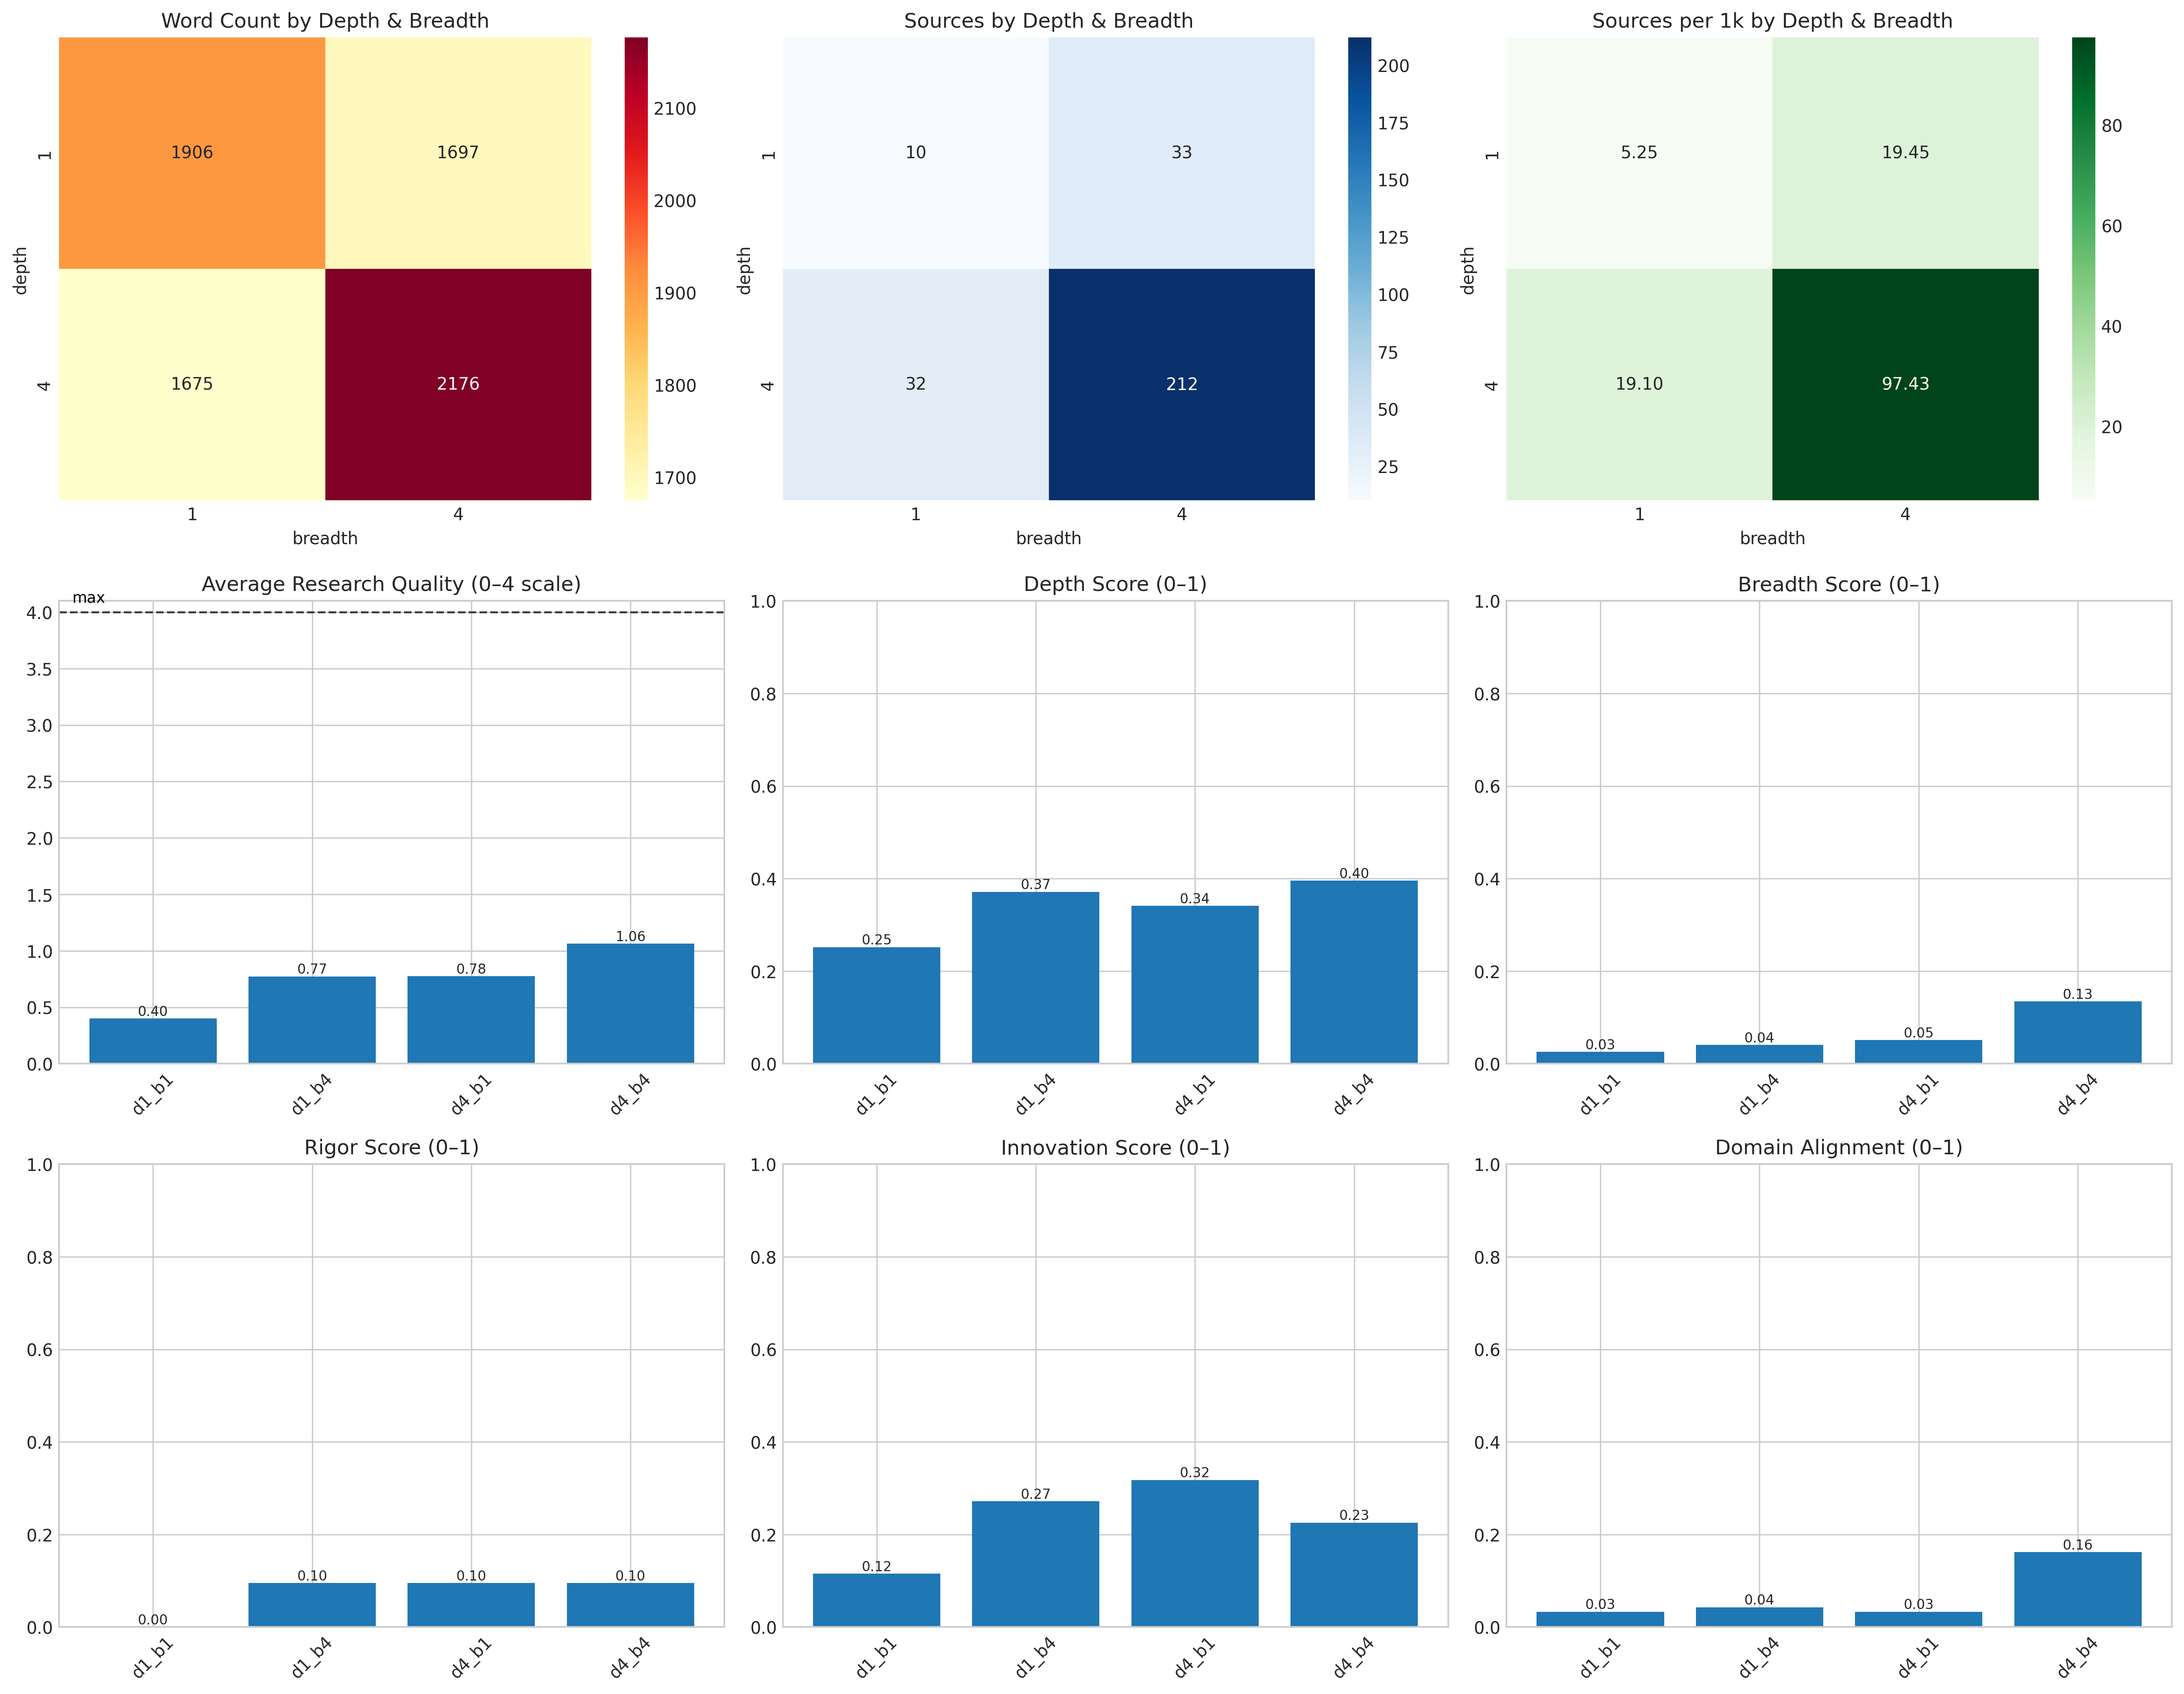 Word Count by Depth & Breadth
1906
1697
1675
2176
1
4
depth
1
4
breadth
2100
2000
1900
1800
1700
Sources by Depth & Breadth
10
33
32
212
1
4
depth
1
4
breadth
200
175
150
125
100
75
50
25
Sources per 1k by Depth & Breadth
5.25
19.45
19.10
97.43
1
4
depth
1
4
breadth
80
60
40
20
Average Research Quality (0–4 scale)
max
4.0
3.5
3.0
2.5
2.0
1.5
1.0
0.5
0.0
0.40
0.77
0.78
1.06
d1_b1
d1_b4
d4_b1
d4_b4
Depth Score (0–1)
1.0
0.8
0.6
0.4
0.2
0.0
0.25
0.37
0.34
0.40
d1_b1
d1_b4
d4_b1
d4_b4
Breadth Score (0–1)
1.0
0.8
0.6
0.4
0.2
0.0
0.03
0.04
0.05
0.13
d1_b1
d1_b4
d4_b1
d4_b4
Rigor Score (0–1)
1.0
0.8
0.6
0.4
0.2
0.0
0.00
0.10
0.10
0.10
d1_b1
d1_b4
d4_b1
d4_b4
Innovation Score (0–1)
1.0
0.8
0.6
0.4
0.2
0.0
0.12
0.27
0.32
0.23
d1_b1
d1_b4
d4_b1
d4_b4
Domain Alignment (0–1)
1.0
0.8
0.6
0.4
0.2
0.0
0.03
0.04
0.03
0.16
d1_b1
d1_b4
d4_b1
d4_b4